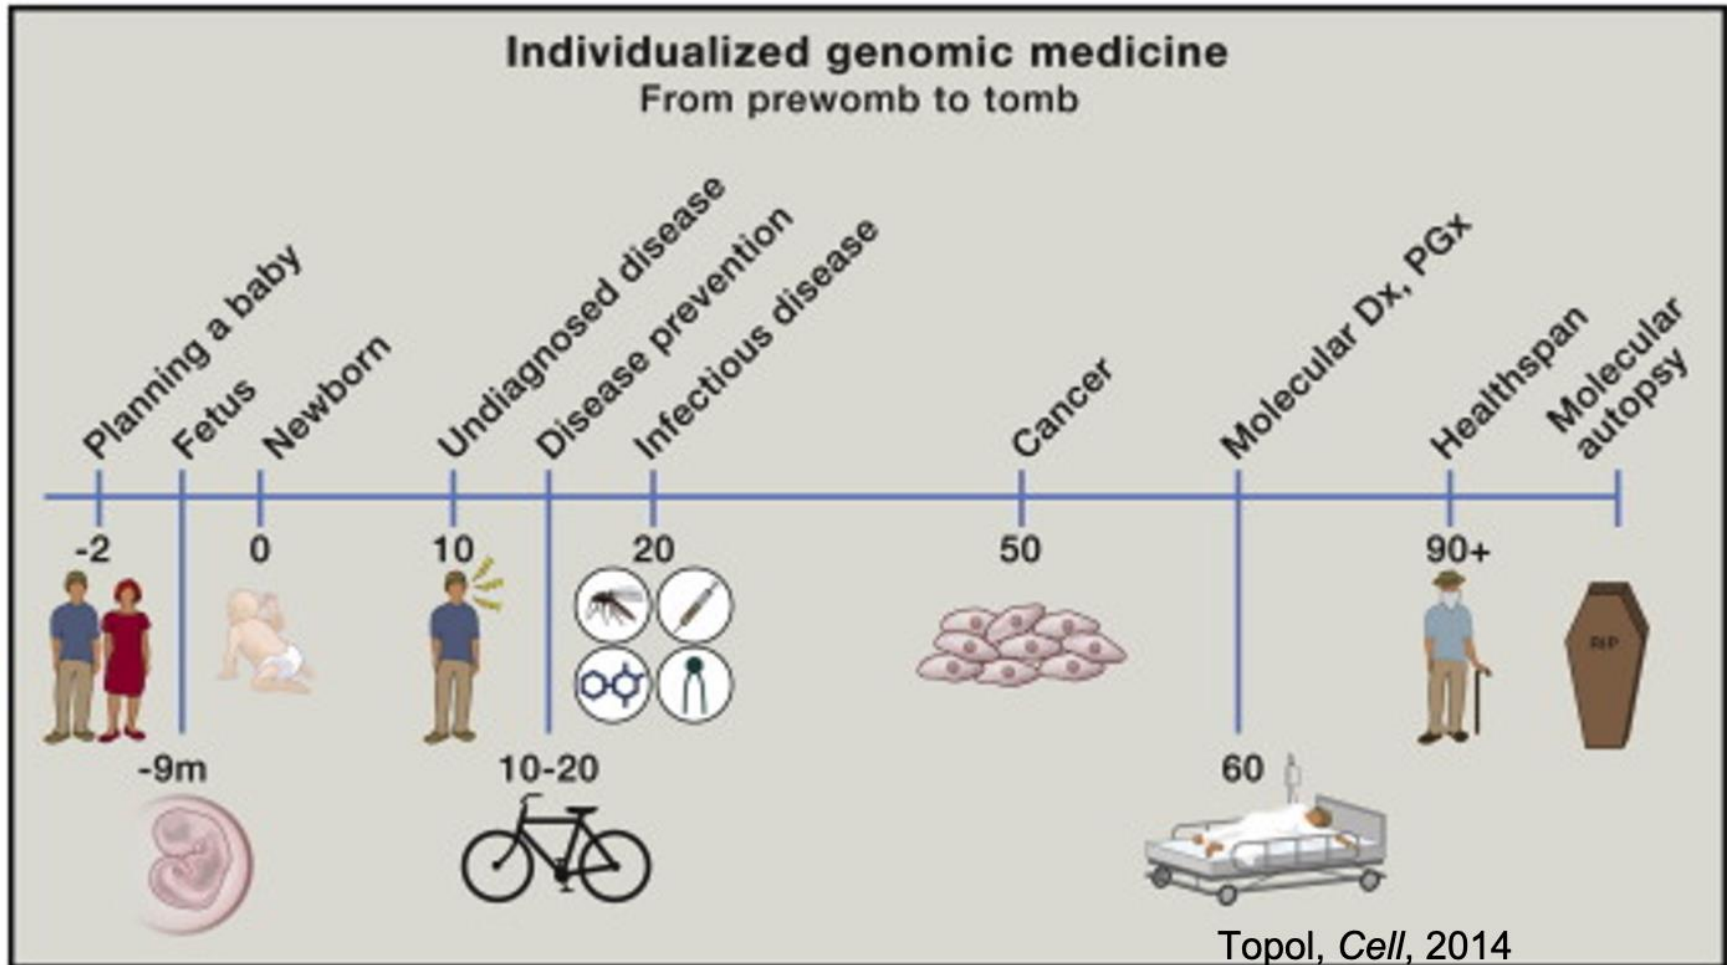 Individualized genomic medicine
From prewomb to tomb
Planning a baby
Fetus
Newborn
Undiagnosed disease
Disease prevention
Infectious disease
Cancer
Molecular Dx, PGx
Healthspan
Molecular
autopsy
-2
0
10
20
50
90+
RIP
-9m
10-20
60
Topol, Cell, 2014